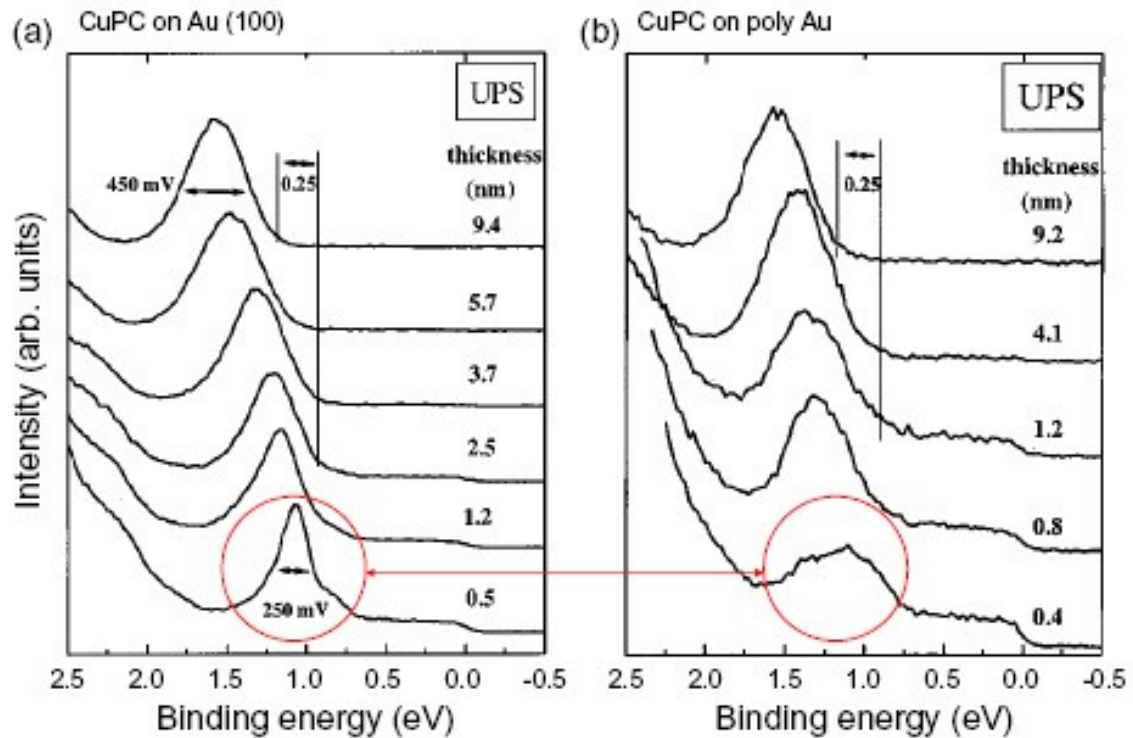 (a) CuPC on Au (100)
UPS
thickness
(nm)
450 mV
0.25
9.4
5.7
3.7
2.5
1.2
0.5
250 mV
2.5 2.0 1.5 1.0 0.5 0.0 -0.5
Binding energy (eV)
Intensity (arb. units)
(b) CuPC on poly Au
UPS
thickness
(nm)
0.25
9.2
4.1
1.2
0.8
0.4
2.5 2.0 1.5 1.0 0.5 0.0 -0.5
Binding energy (eV)